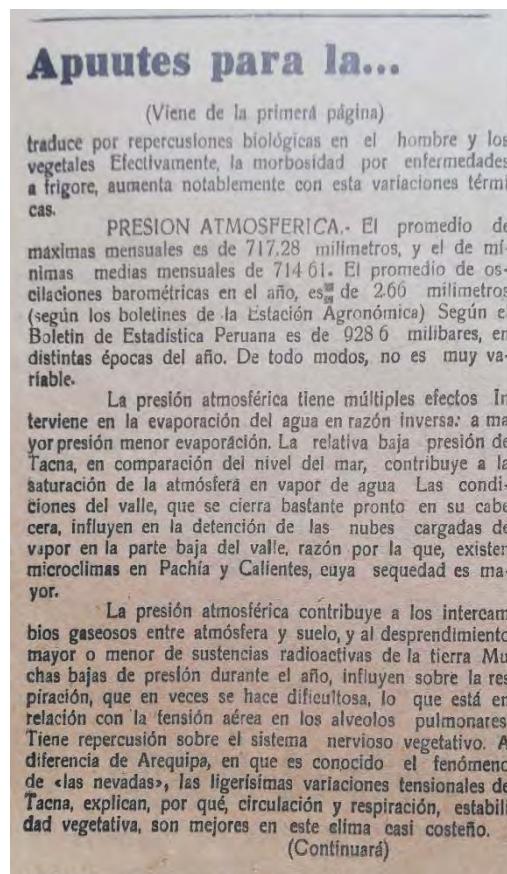 Apuutes para la...
(Viene de la primera página)
traduce por repercusiones biológicas en el hombre y los
vegetales Efectivamente, la morbosidad por enfermedades
a frigore, aumenta notablemente con esta variaciones térmi
cas.
PRESION ATMOSFERICA.- El promedio de
maximas mensuales es de 717.28 milimetros, y el de mí-
nimas medias mensuales de 714 61. El promedio de os-
cilaciones barométricas en el año, es de 2.66 milimetros
(según los boletines de la Estación Agronómica) Según e
Boletin de Estadística Peruana es de 928 6 milibares, en
distintas épocas del año. De todo modos, no es muy va-
riable.
La presión atmosférica tiene múltiples efectos In
terviene en la evaporación del agua en razón inversa: a ma
yor presión menor evaporación. La relativa baja presión de
Tacna, en comparación del nivel del mar, contribuye a la
saturación de la atmósfera en vapor de agua Las condi-
ciones del valle, que se cierra bastante pronto en su cabe
cera, influyen en la detención de las nubes cargadas de
vapor en la parte baja del valle, razón por la que, existen
microclimas en Pachía y Calientes, cuya sequedad es ma-
yor.
La presión atmosférica contribuye a los intercam
bios gaseosos entre atmósfera y suelo, y al desprendimiento
mayor o menor de sustencias radioactivas de la tierra Mu
chas bajas de presión durante el año, influyen sobre la res
piración, que en veces se hace dificultosa, lo que está en
relación con la tensión aérea en los alveolos pulmonares
Tiene repercusión sobre el sistema nervioso vegetativo. A
diferencia de Arequipa, en que es conocido el fenómeno
de «las nevadas», las ligerísimas variaciones tensionales de
Tacna, explican, por qué, circulación y respiración, estabili
dad vegetativa, son mejores en este clima casi costeño.
(Continuará)